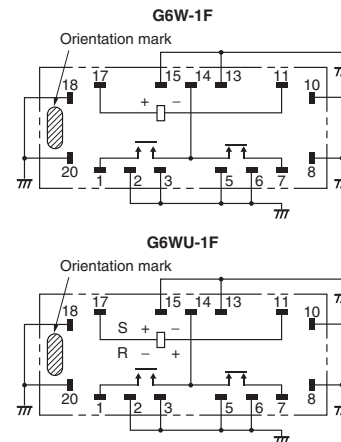 G6W-1F
Orientation mark
18 17 15 14 13 11 10
+ −
20 1 2 3 5 6 7 8
G6WU-1F
Orientation mark
18 17 15 14 13 11 10
S + −
R − +
20 1 2 3 5 6 7 8